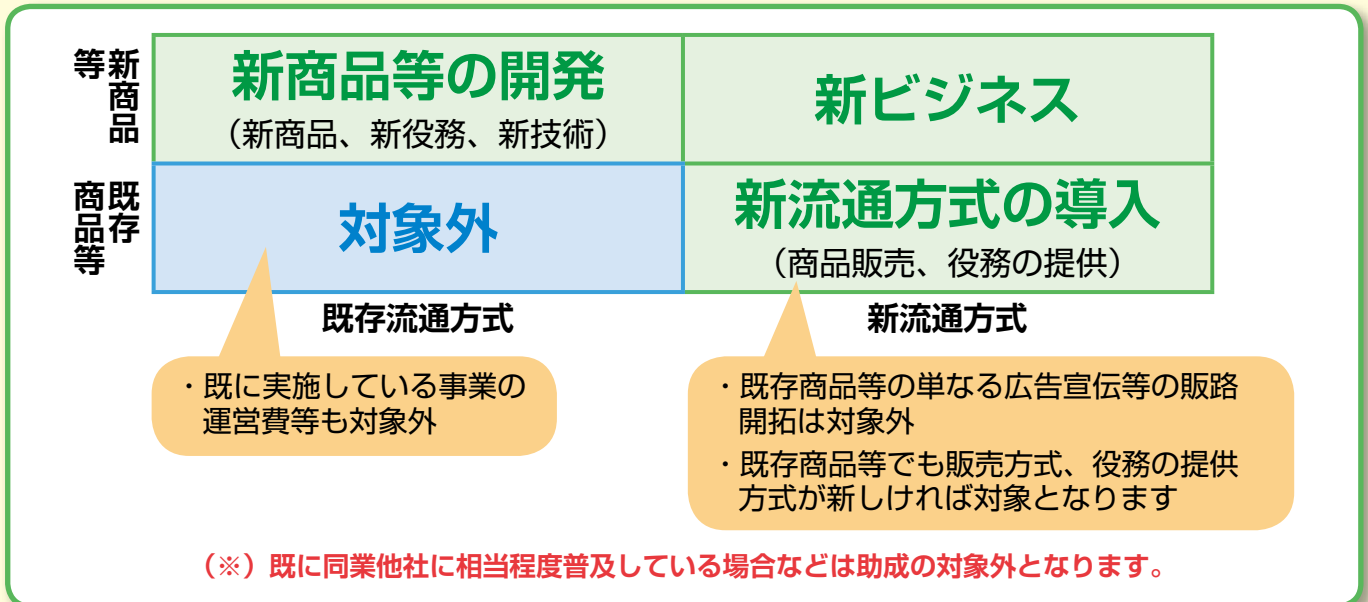 新商品等
新商品等の開発
（新商品、新役務、新技術）
新ビジネス
既存商品等
対象外
新流通方式の導入
（商品販売、役務の提供）
既存流通方式
新流通方式
・既に実施している事業の
運営費等も対象外
・既存商品等の単なる広告宣伝等の販路
開拓は対象外
・既存商品等でも販売方式、役務の提供
方式が新しければ対象となります
（※）既に同業他社に相当程度普及している場合などは助成の対象外となります。